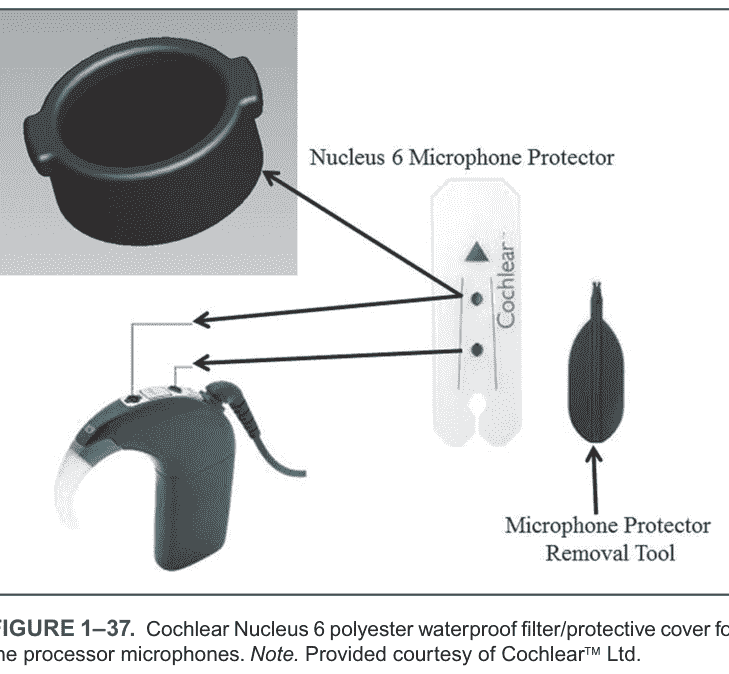 Nucleus 6 Microphone Protector
Cochlear™
Microphone Protector
Removal Tool
FIGURE 1–37. Cochlear Nucleus 6 polyester waterproof filter/protective cover fo
he processor microphones. Note. Provided courtesy of Cochlear™ Ltd.